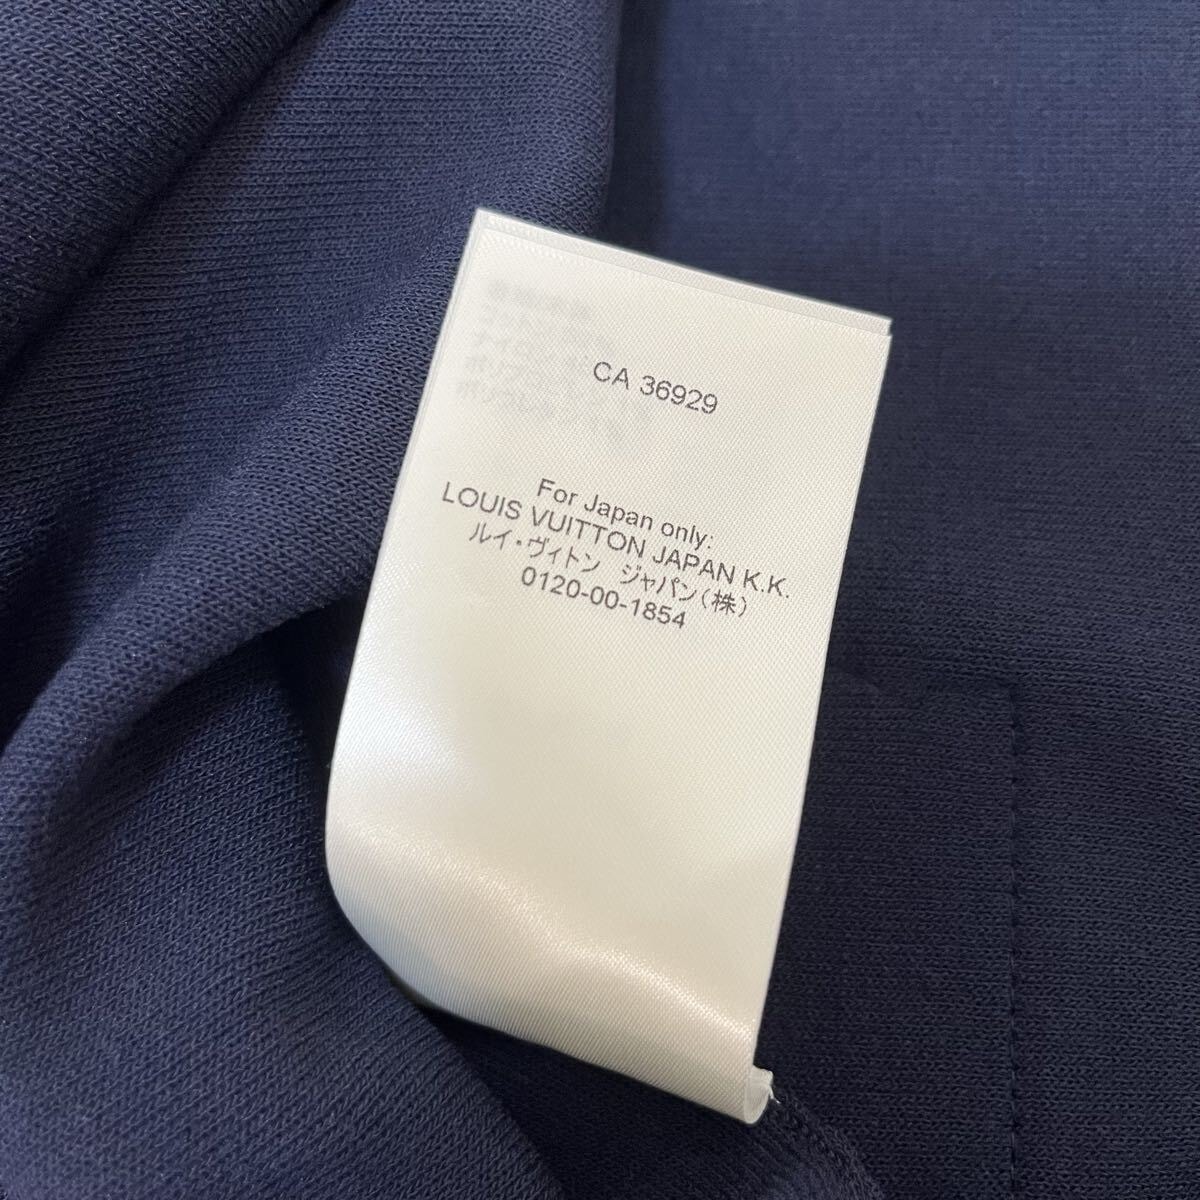 CA 36929
For Japan only:
LOUIS VUITTON JAPAN K.K.
ルイ・ヴィトン ジャパン(株)
0120-00-1854